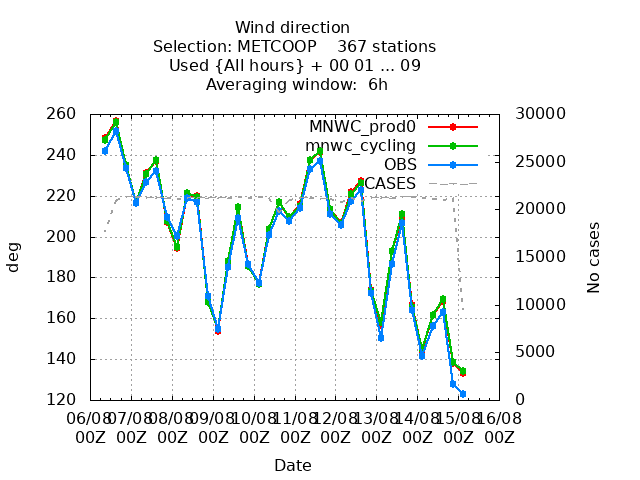 Wind direction
Selection: METCOOP 367 stations
Used {All hours} + 00 01 ... 09
Averaging window: 6h
260
240
220
200
180
160
140
120
deg
30000
25000
20000
15000
10000
5000
0
No cases
MNWC_prod0
mnwc_cycling
OBS
CASES
06/08 07/08 08/08 09/08 10/08 11/08 12/08 13/08 14/08 15/08 16/08
00Z 00Z 00Z 00Z 00Z 00Z 00Z 00Z 00Z 00Z 00Z
Date